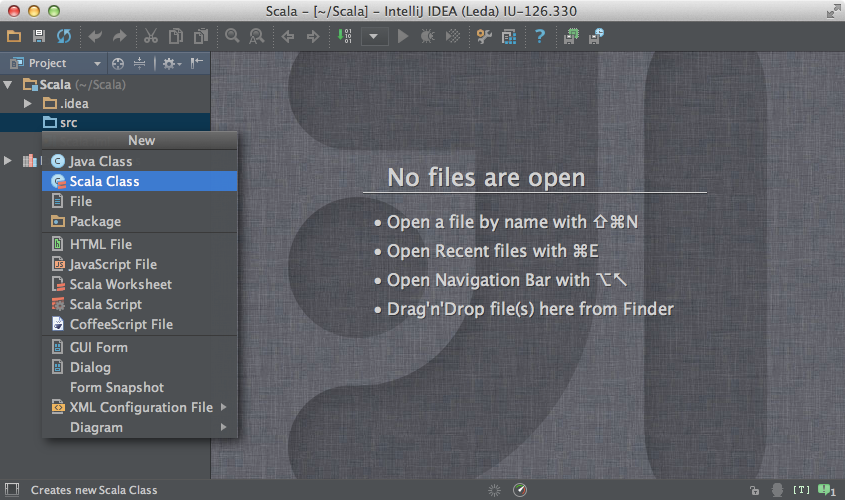 Scala – [~/Scala] – IntelliJ IDEA (Leda) IU-126.330
Project
Scala (~/Scala)
.idea
src
New
Java Class
Scala Class
File
Package
HTML File
JavaScript File
Scala Worksheet
Scala Script
CoffeeScript File
GUI Form
Dialog
Form Snapshot
XML Configuration File
Diagram
No files are open
• Open a file by name with ⇧⌘N
• Open Recent files with ⌘E
• Open Navigation Bar with ⌥↖
• Drag'n'Drop file(s) here from Finder
Creates new Scala Class
[T]
1